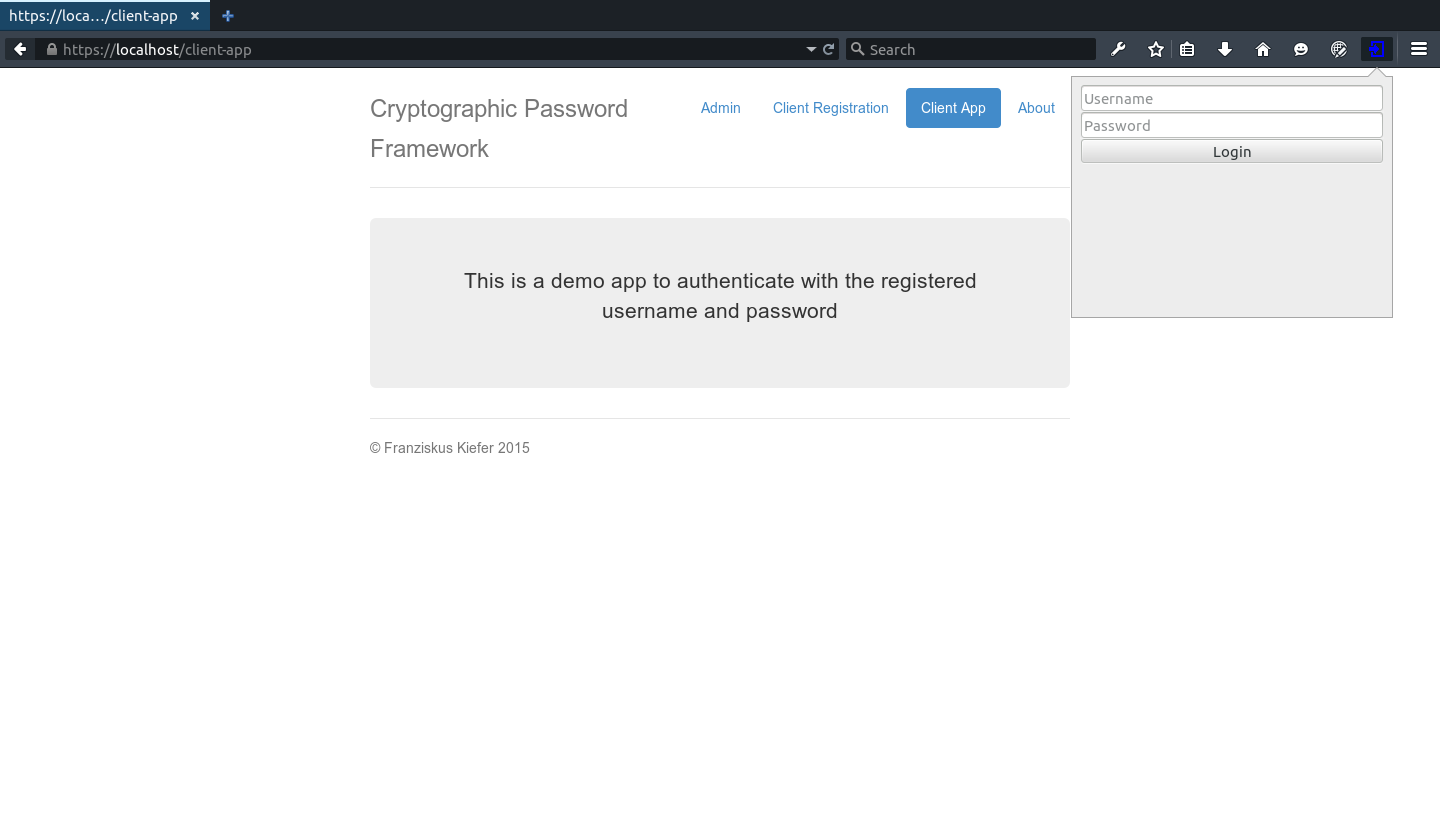 https://loca…/client-app
https://localhost/client-app
Search
Cryptographic Password
Framework
Admin
Client Registration
Client App
About
Username
Password
Login
This is a demo app to authenticate with the registered
username and password
© Franziskus Kiefer 2015